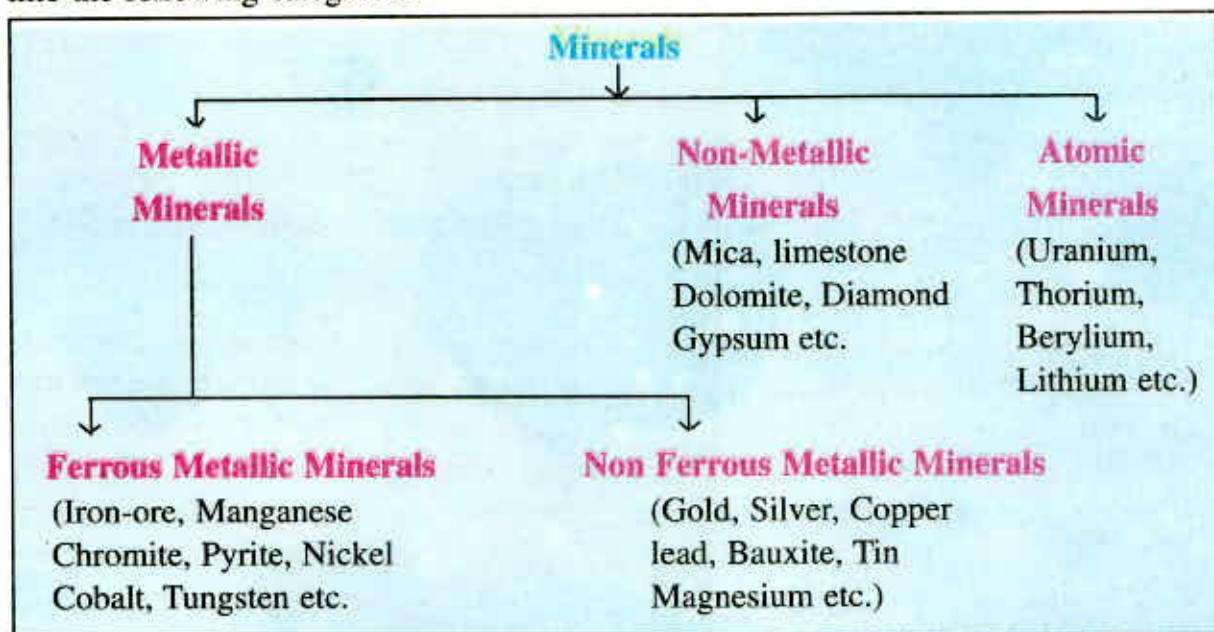 Minerals
Metallic
Minerals
Non-Metallic
Minerals
(Mica, limestone
Dolomite, Diamond
Gypsum etc.
Atomic
Minerals
(Uranium,
Thorium,
Berylium,
Lithium etc.)
Ferrous Metallic Minerals
(Iron-ore, Manganese
Chromite, Pyrite, Nickel
Cobalt, Tungsten etc.
Non Ferrous Metallic Minerals
(Gold, Silver, Copper
lead, Bauxite, Tin
Magnesium etc.)